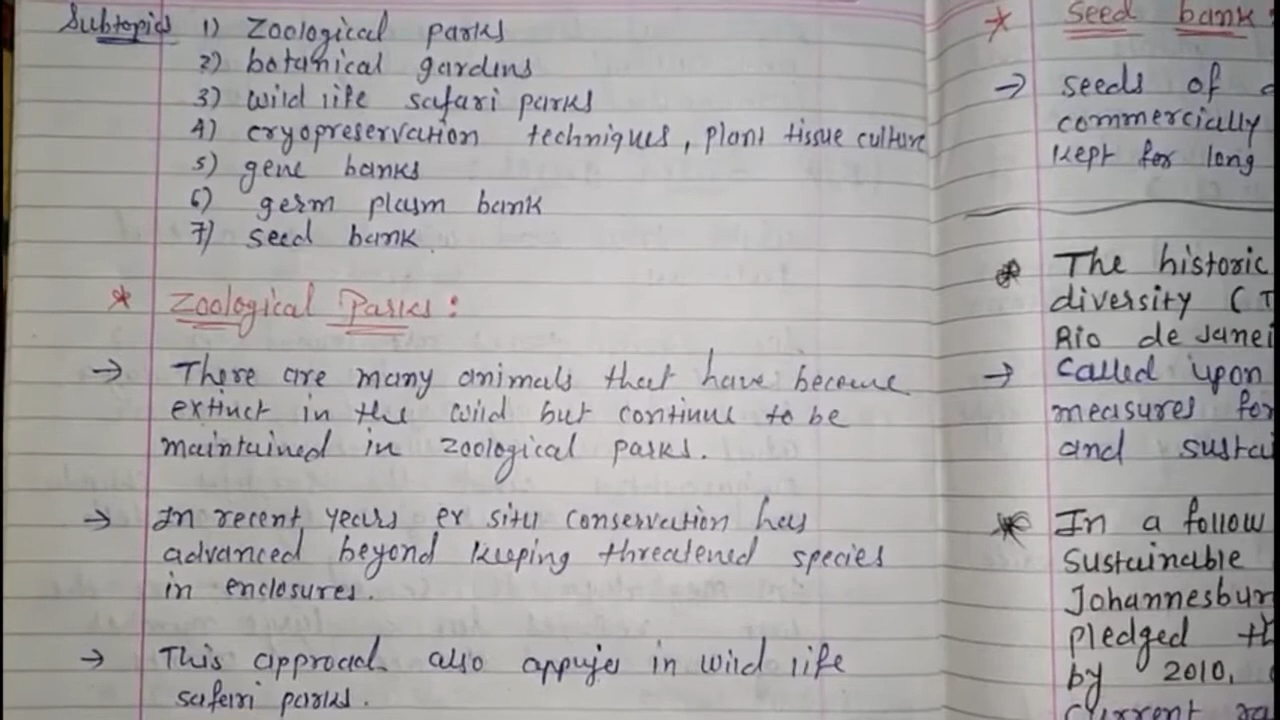 Subtopics 1) Zoological parks
2) botanical gardens
3) wild life safari parks
4) cryopreservation techniques, plant tissue culture
5) gene banks
6) germ plasm bank
7) seed bank.
* Zoological Parks:
→ There are many animals that have become
extinct in the wild but continue to be
maintained in zoological parks.
→ In recent years ex situ conservation has
advanced beyond keeping threatened species
in enclosures.
→ This approach also applies in wild life
safari parks.
* Seed bank:
→ seeds of
commercially
kept for long
* The historic
diversity (
Rio de Janei
→ Called upon
measures for
and susta
* In a follow
Sustainable
Johannesbur
pledged th
by 2010,
current ra